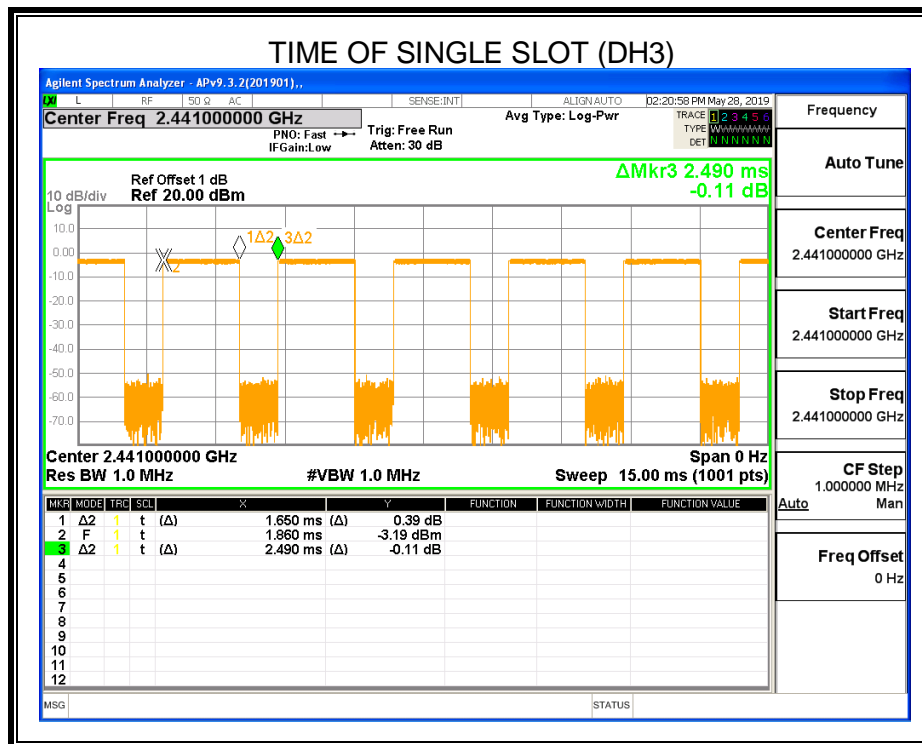 TIME OF SINGLE SLOT (DH3)
Agilent Spectrum Analyzer - APv9.3.2(201901),,
LXI L RF 50 Ω AC SENSE:INT ALIGN AUTO 02:20:58 PM May 28, 2019
Center Freq 2.441000000 GHz
PNO: Fast
IFGain:Low
Trig: Free Run
Atten: 30 dB
Avg Type: Log-Pwr
TRACE 1 2 3 4 5 6
TYPE
DET N N N N N N
ΔMkr3 2.490 ms
-0.11 dB
Ref Offset 1 dB
10 dB/div Ref 20.00 dBm
Log
10.0
0.00
-10.0
-20.0
-30.0
-40.0
-50.0
-60.0
-70.0
2
1Δ2
3Δ2
Center 2.441000000 GHz Span 0 Hz
Res BW 1.0 MHz #VBW 1.0 MHz Sweep 15.00 ms (1001 pts)
MKR MODE TRC SCL X Y FUNCTION FUNCTION WIDTH FUNCTION VALUE
1 Δ2 1 t (Δ) 1.650 ms (Δ) 0.39 dB
2 F 1 t 1.860 ms -3.19 dBm
3 Δ2 1 t (Δ) 2.490 ms (Δ) -0.11 dB
4
5
6
7
8
9
10
11
12
MSG STATUS
Frequency
Auto Tune
Center Freq
2.441000000 GHz
Start Freq
2.441000000 GHz
Stop Freq
2.441000000 GHz
CF Step
1.000000 MHz
Auto Man
Freq Offset
0 Hz